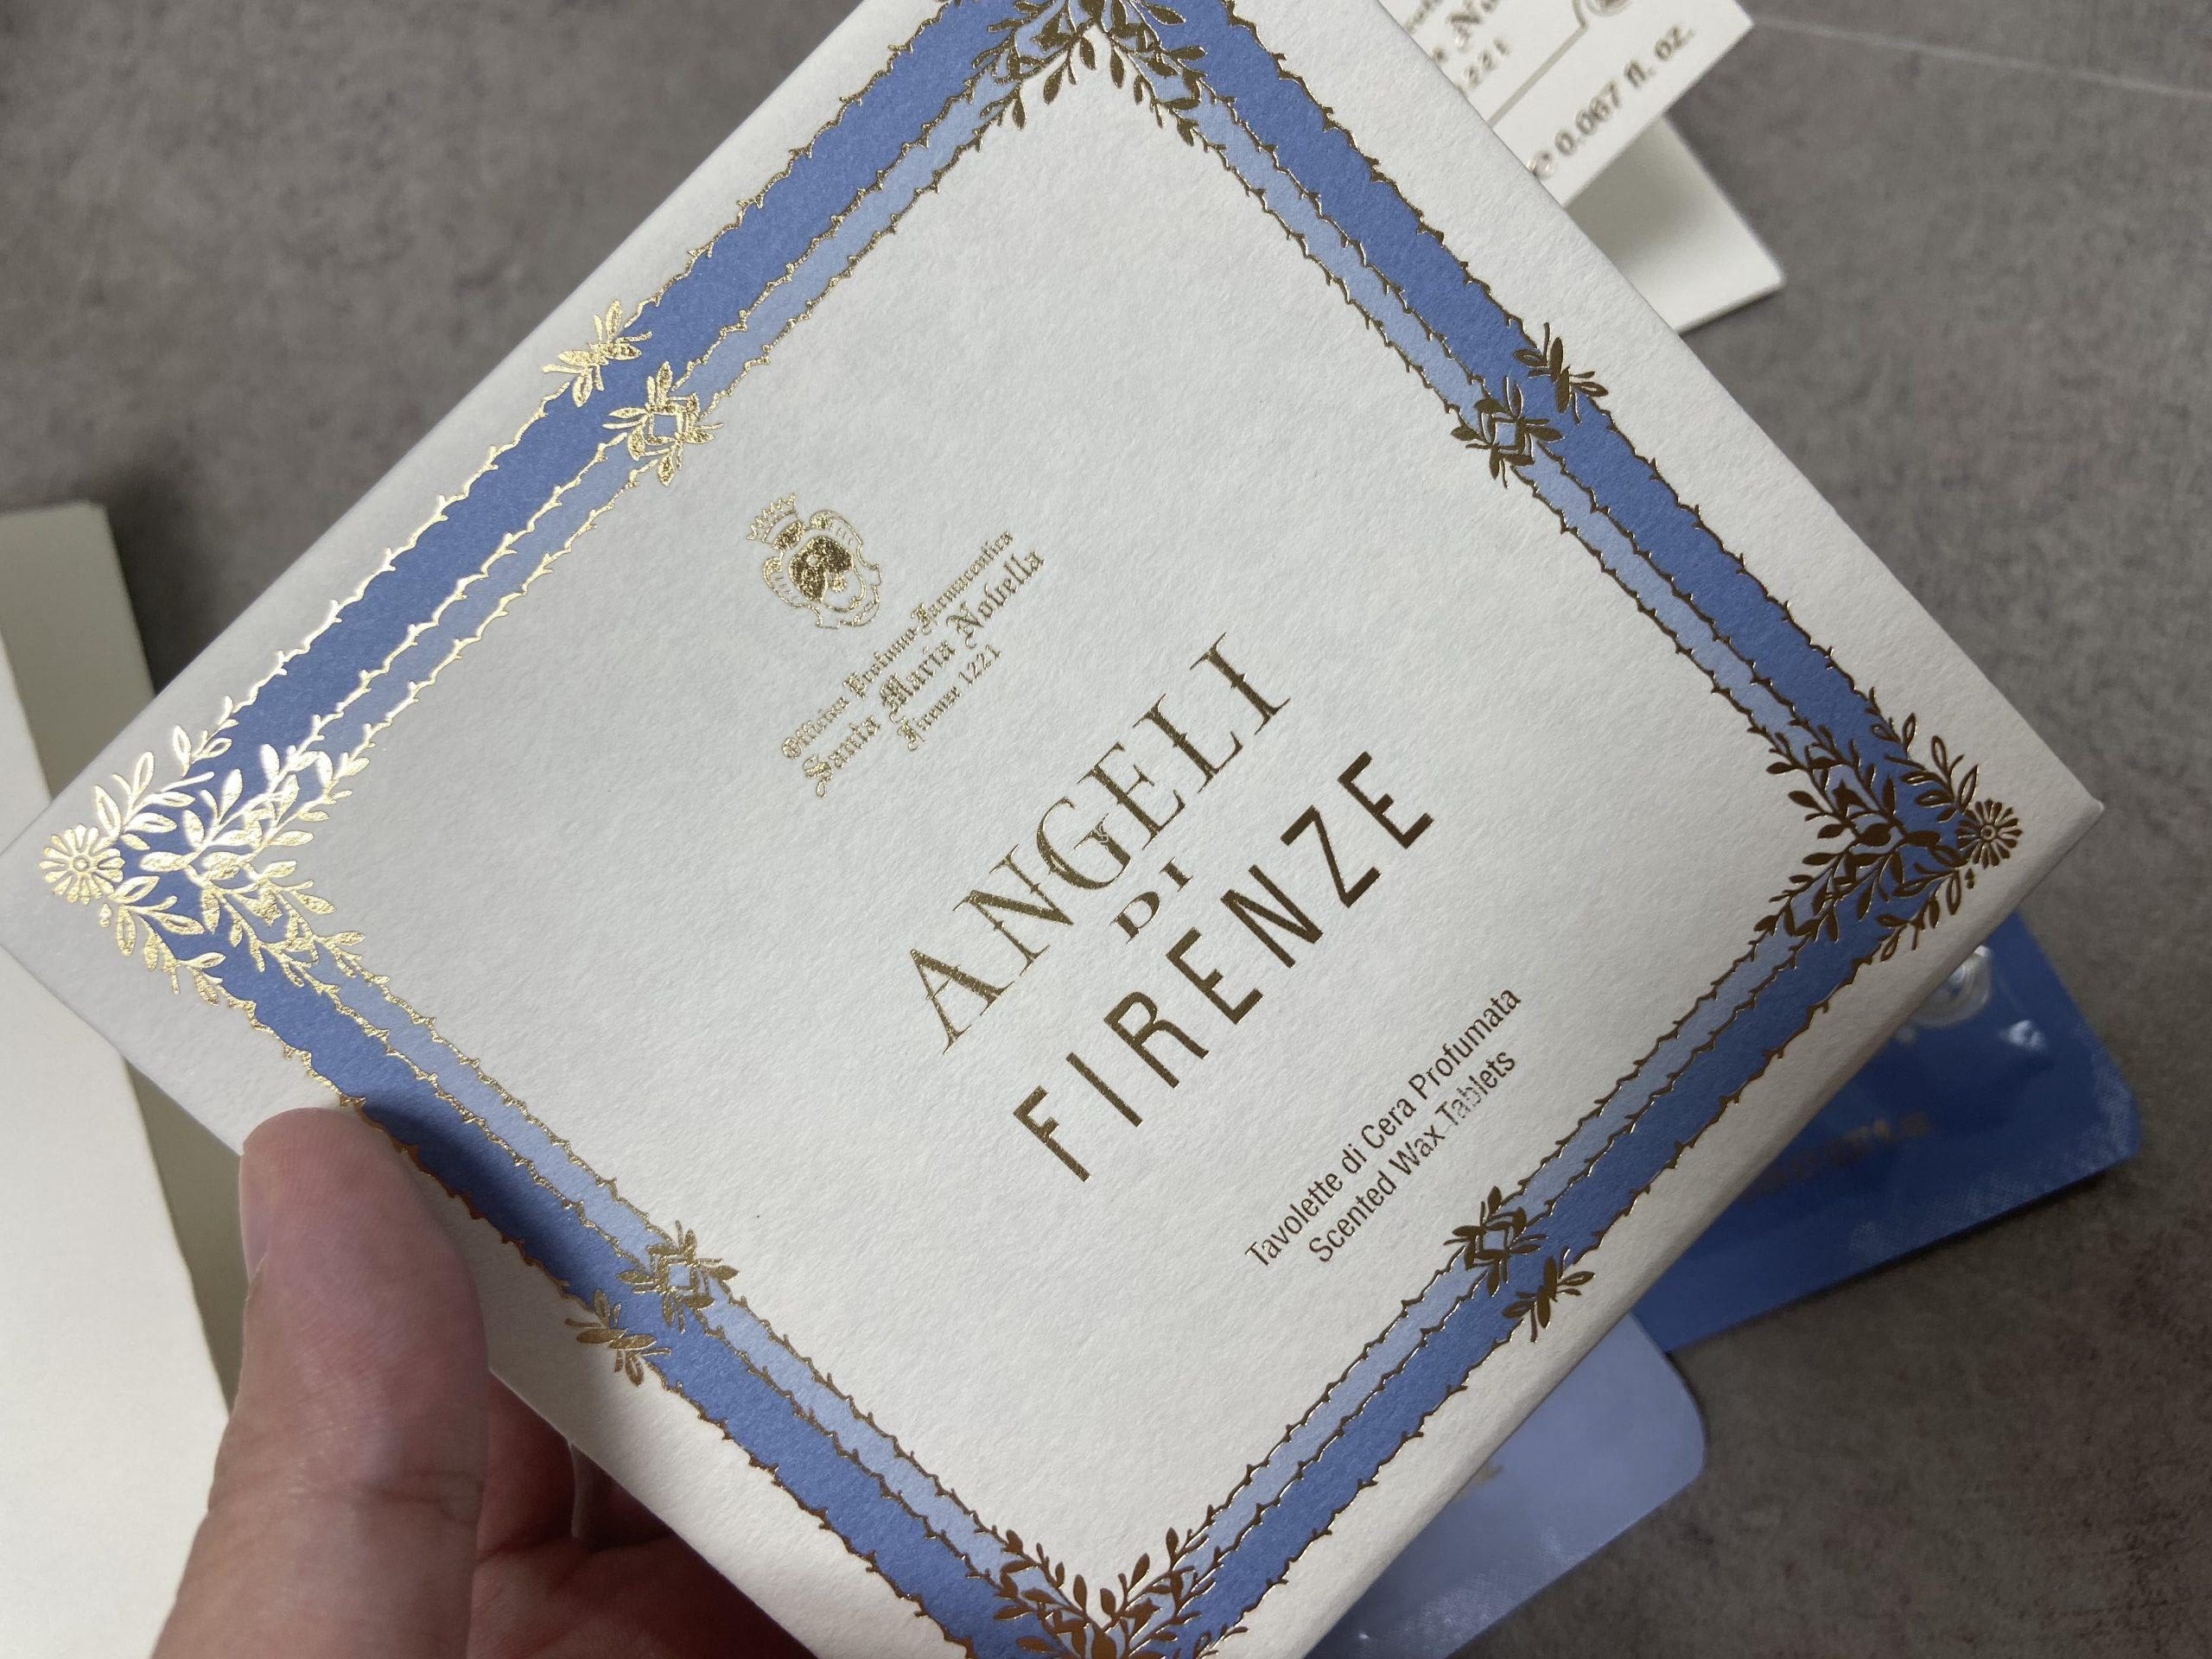 Officina Profumo-Farmaceutica
Santa Maria Novella
Firenze 1221
ANGELI
DI
FIRENZE
Tavolette di Cera Profumata
Scented Wax Tablets
221
e 0.067 fl. oz.